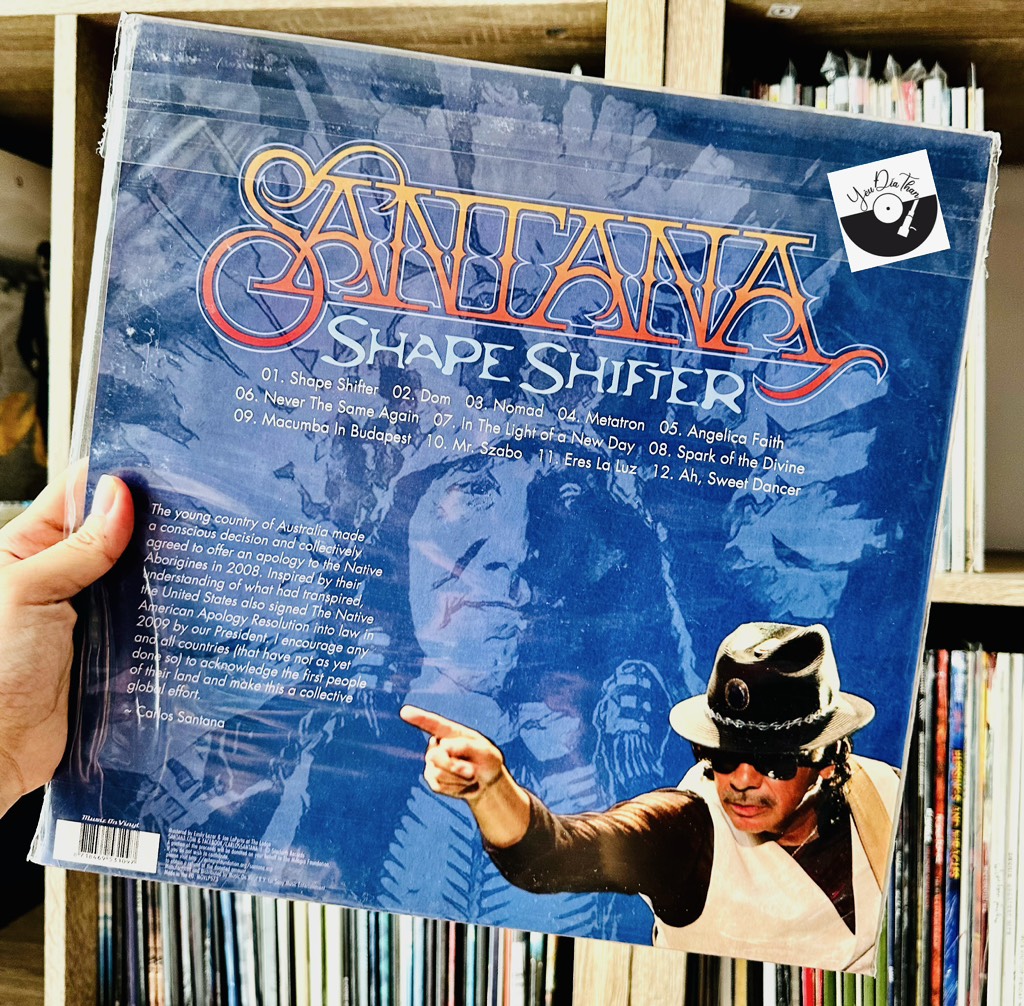 Yêu Đĩa Than
SANTANA
SHAPE SHIFTER
01. Shape Shifter 02. Dom 03. Nomad 04. Metatron 05. Angelica Faith
06. Never The Same Again 07. In The Light of a New Day 08. Spark of the Divine
09. Macumba In Budapest 10. Mr. Szabo 11. Eres La Luz 12. Ah, Sweet Dancer
The young country of Australia made
a conscious decision and collectively
agreed to offer an apology to the Native
Aborigines in 2008. Inspired by their
understanding of what had transpired,
the United States also signed The Native
American Apology Resolution into law in
2009 by our President. I encourage any
and all countries (that have not as yet
done so) to acknowledge the first people
of their land and make this a collective
global effort.
~ Carlos Santana
Music On Vinyl